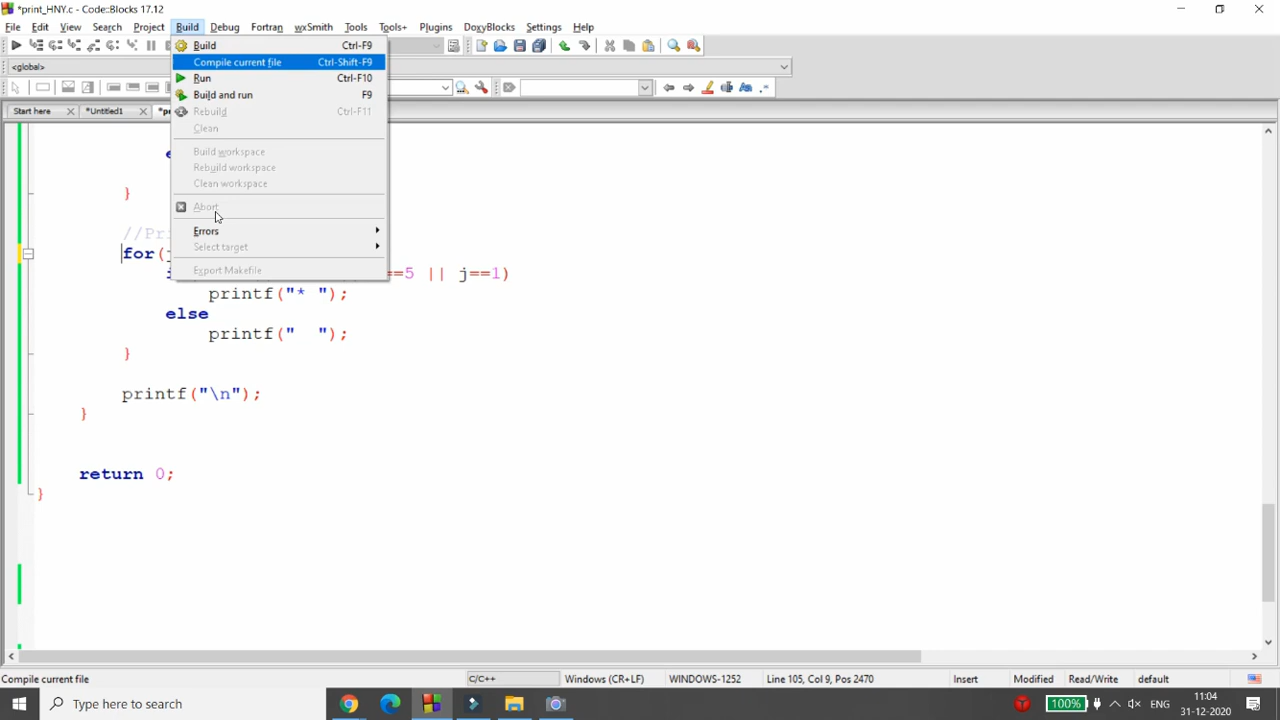 *print_HNY.c - Code::Blocks 17.12
File Edit View Search Project Build Debug Fortran wxSmith Tools Tools+ Plugins DoxyBlocks Settings Help
Build Ctrl-F9
Compile current file Ctrl-Shift-F9
Run Ctrl-F10
Build and run F9
Rebuild Ctrl-F11
Clean
Build workspace
Rebuild workspace
Clean workspace
Abort
Errors
Select target
Export Makefile
<global>
Start here *Untitled1
}
for(
==5 || j==1)
printf("* ");
else
printf("  ");
}
printf("\n");
}
return 0;
}
Compile current file C/C++ Windows (CR+LF) WINDOWS-1252 Line 105, Col 9, Pos 2470 Insert Modified Read/Write default
Type here to search
100% ENG 11:04
31-12-2020